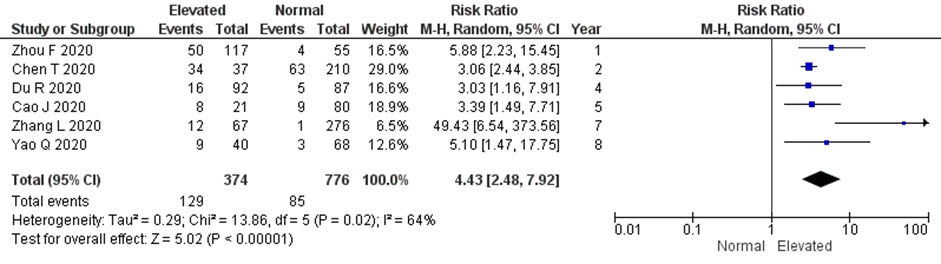 Elevated Normal Risk Ratio Risk Ratio
Study or Subgroup Events Total Events Total Weight M-H, Random, 95% CI Year M-H, Random, 95% CI
Zhou F 2020 50 117 4 55 16.5% 5.88 [2.23, 15.45] 1
Chen T 2020 34 37 63 210 29.0% 3.06 [2.44, 3.85] 2
Du R 2020 16 92 5 87 16.6% 3.03 [1.16, 7.91] 4
Cao J 2020 8 21 9 80 18.9% 3.39 [1.49, 7.71] 5
Zhang L 2020 12 67 1 276 6.5% 49.43 [6.54, 373.56] 7
Yao Q 2020 9 40 3 68 12.6% 5.10 [1.47, 17.75] 8
Total (95% CI) 374 776 100.0% 4.43 [2.48, 7.92]
Total events 129 85
Heterogeneity: Tau² = 0.29; Chi² = 13.86, df = 5 (P = 0.02); I² = 64%
Test for overall effect: Z = 5.02 (P < 0.00001)
0.01 0.1 1 10 100
Normal Elevated